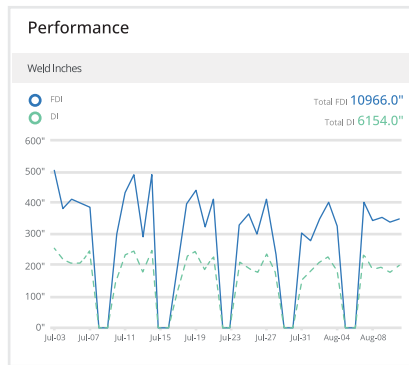 Performance
Weld Inches
FDI Total FDI 10966.0"
DI Total DI 6154.0"
600"
500"
400"
300"
200"
100"
0"
Jul-03 Jul-07 Jul-11 Jul-15 Jul-19 Jul-23 Jul-27 Jul-31 Aug-04 Aug-08